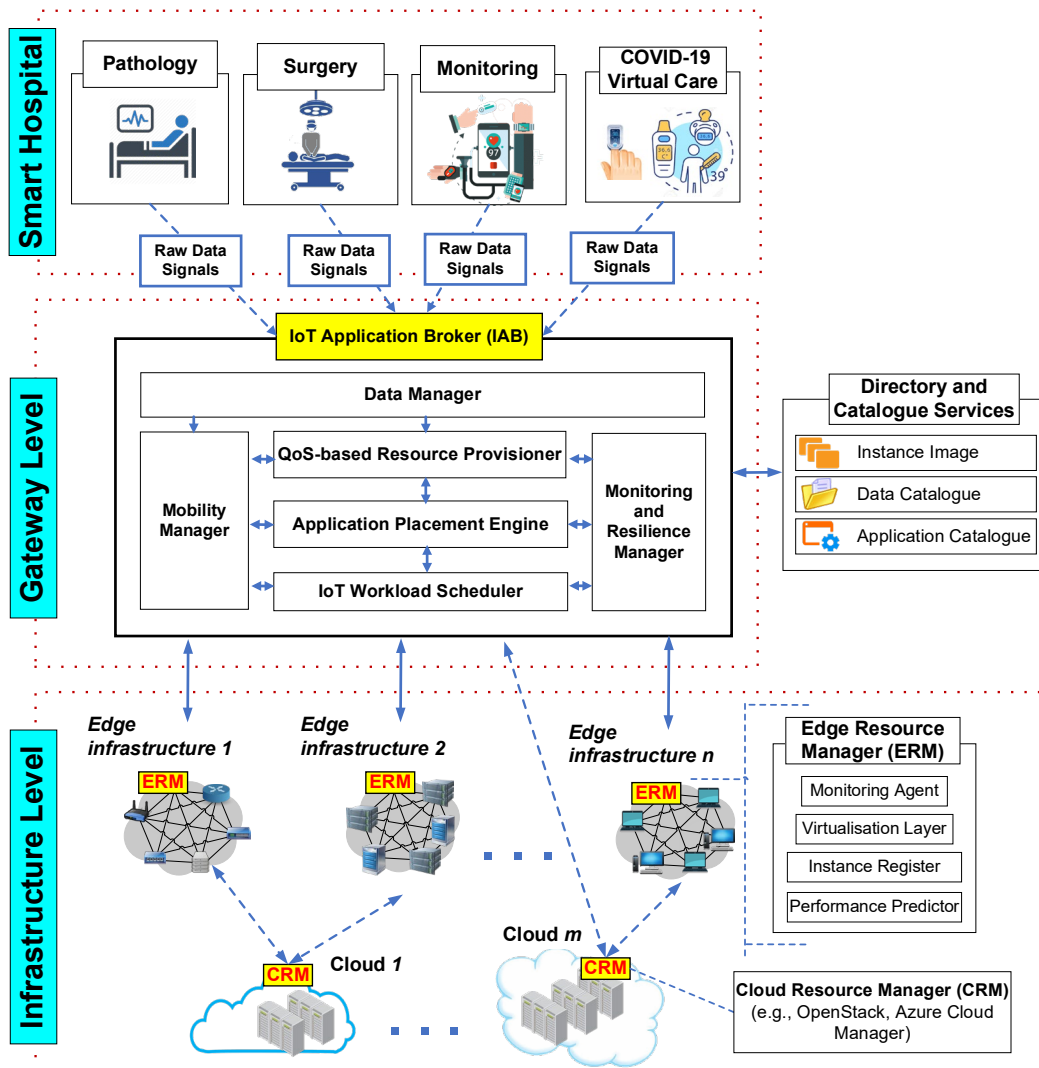 Smart Hospital
Pathology
Surgery
Monitoring
COVID-19
Virtual Care
97
36.6
C°
39°
Raw Data
Signals
Raw Data
Signals
Raw Data
Signals
Raw Data
Signals
Gateway Level
IoT Application Broker (IAB)
Data Manager
Mobility
Manager
QoS-based Resource Provisioner
Application Placement Engine
IoT Workload Scheduler
Monitoring
and
Resilience
Manager
Directory and
Catalogue Services
Instance Image
Data Catalogue
Application Catalogue
Infrastructure Level
Edge
infrastructure 1
ERM
Edge
infrastructure 2
ERM
Edge
infrastructure n
ERM
Edge Resource
Manager (ERM)
Monitoring Agent
Virtualisation Layer
Instance Register
Performance Predictor
Cloud 1
CRM
Cloud m
CRM
Cloud Resource Manager (CRM)
(e.g., OpenStack, Azure Cloud
Manager)